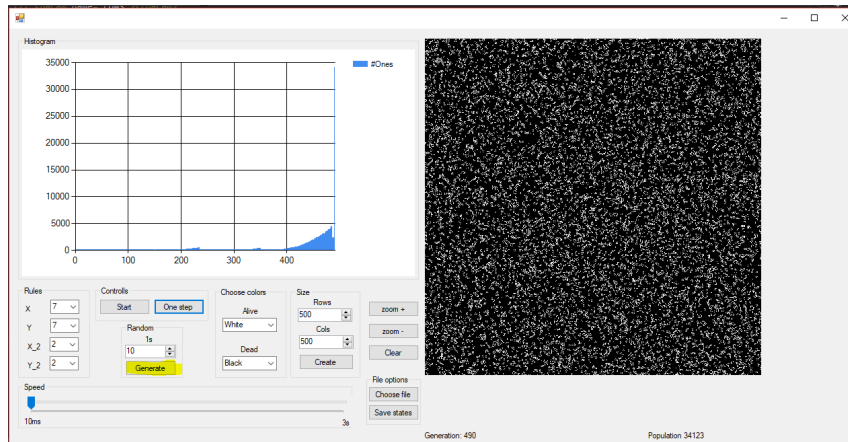 Histogram
35000
30000
25000
20000
15000
10000
5000
0
0 100 200 300 400
#Ones
Rules
X 7
Y 7
X_2 2
Y_2 2
Controlls
Start One step
Random
1s
10
Generate
Choose colors
Alive
White
Dead
Black
Size
Rows
500
Cols
500
Create
zoom +
zoom -
Clear
File options
Choose file
Save states
Speed
10ms 3s
Generation: 490 Population 34123